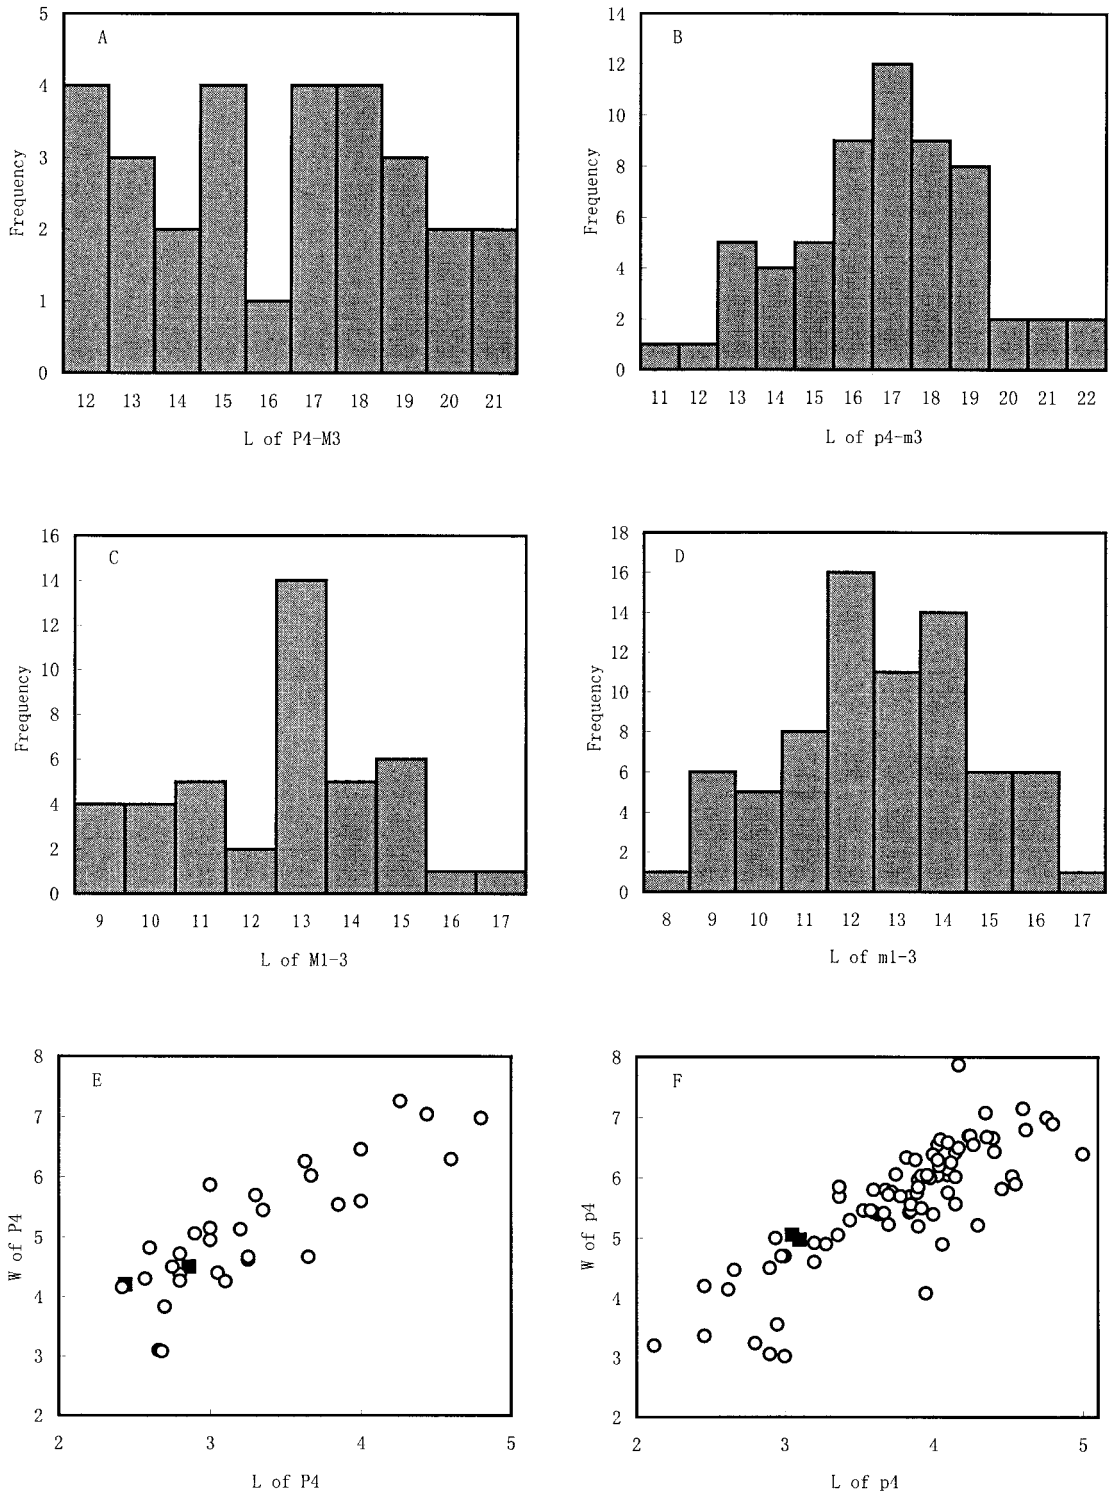 A
5
4
3
2
1
0
Frequency
12 13 14 15 16 17 18 19 20 21
L of P4-M3
B
14
12
10
8
6
4
2
0
Frequency
11 12 13 14 15 16 17 18 19 20 21 22
L of p4-m3
C
16
14
12
10
8
6
4
2
0
Frequency
9 10 11 12 13 14 15 16 17
L of M1-3
D
18
16
14
12
10
8
6
4
2
0
Frequency
8 9 10 11 12 13 14 15 16 17
L of m1-3
E
8
7
6
5
4
3
2
W of P4
2 3 4 5
L of P4
F
8
7
6
5
4
3
2
W of p4
2 3 4 5
L of p4